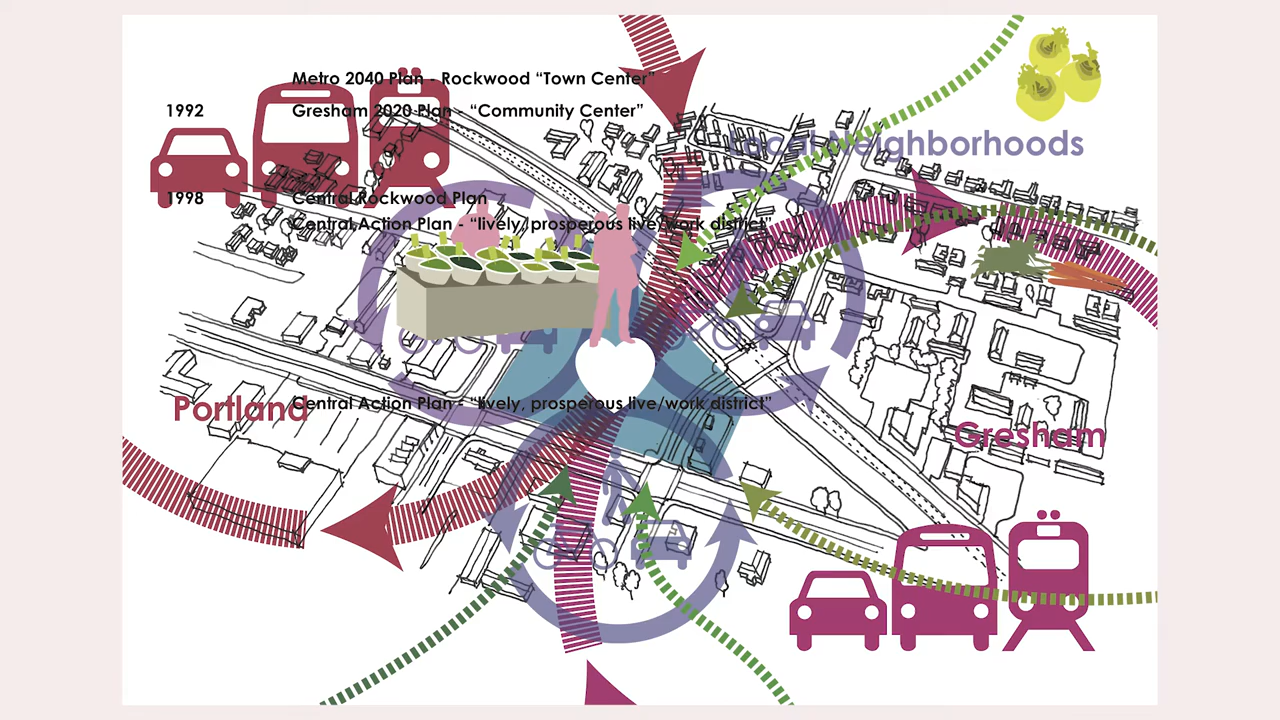 Metro 2040 Plan - Rockwood “Town Center”
1992 Gresham 2020 Plan - “Community Center”
Local Neighborhoods
1998 Central Rockwood Plan
Central Action Plan - “lively, prosperous live/work district”
Portland
Central Action Plan - “lively, prosperous live/work district”
Gresham